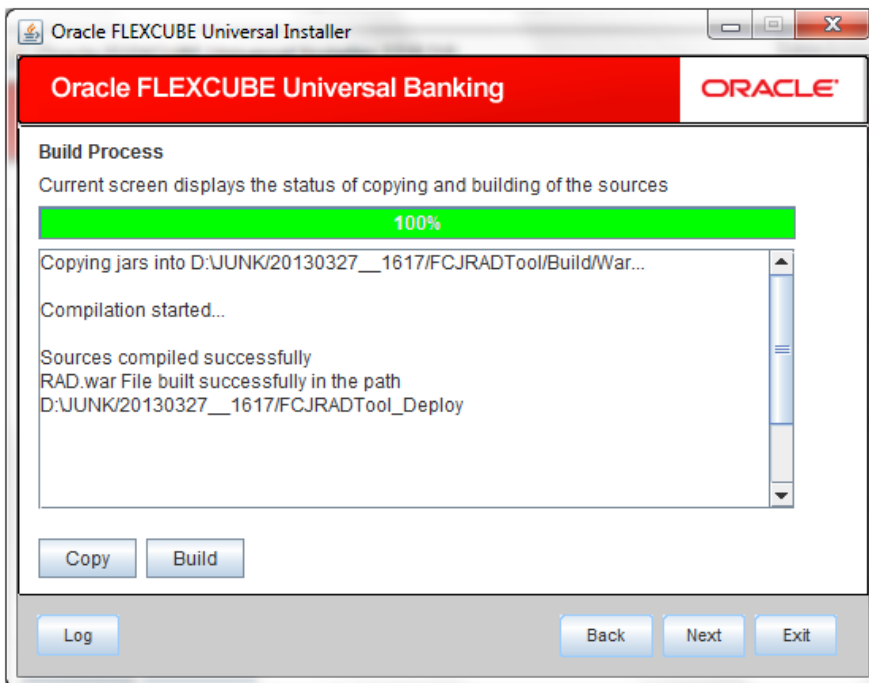 Oracle FLEXCUBE Universal Installer
Oracle FLEXCUBE Universal Banking
ORACLE
Build Process
Current screen displays the status of copying and building of the sources
100%
Copying jars into D:\JUNK/20130327__1617/FCJRADTool/Build/War...
Compilation started...
Sources compiled successfully
RAD.war File built successfully in the path
D:\JUNK/20130327__1617/FCJRADTool_Deploy
Copy Build
Log Back Next Exit